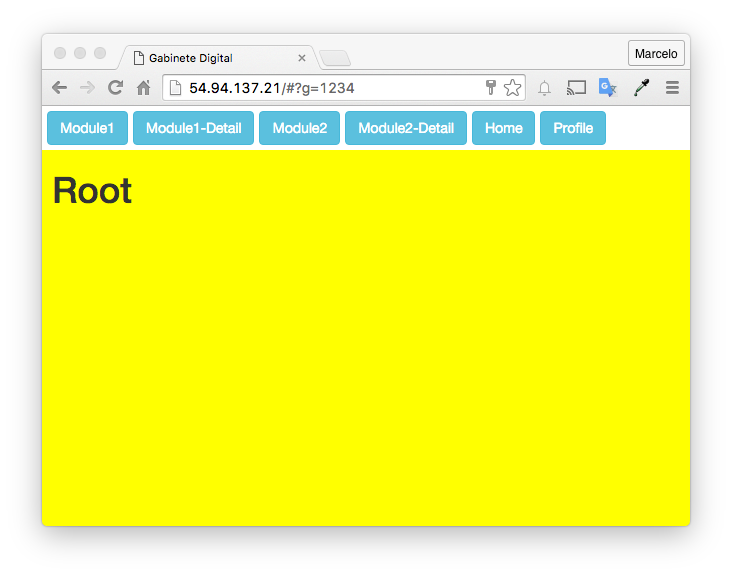 Gabinete Digital
Marcelo
54.94.137.21/#?g=1234
Module1 Module1-Detail Module2 Module2-Detail Home Profile
Root